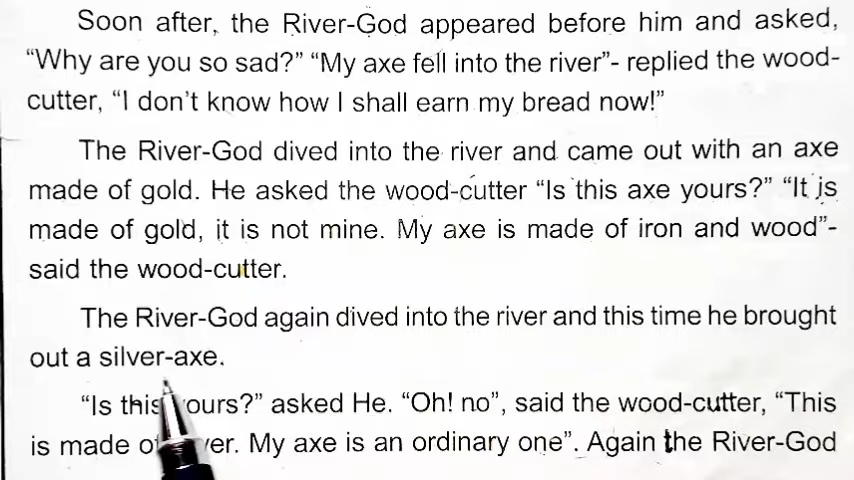 Soon after, the River-God appeared before him and asked,
“Why are you so sad?” “My axe fell into the river”- replied the wood-
cutter, “I don’t know how I shall earn my bread now!”
The River-God dived into the river and came out with an axe
made of gold. He asked the wood-cutter “Is this axe yours?” “It is
made of gold, it is not mine. My axe is made of iron and wood”-
said the wood-cutter.
The River-God again dived into the river and this time he brought
out a silver-axe.
“Is this yours?” asked He. “Oh! no”, said the wood-cutter, “This
is made of My axe is an ordinary one”. Again the River-God